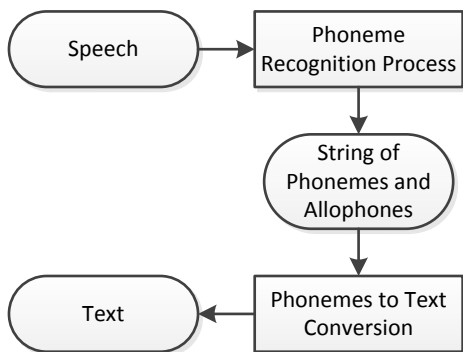 Speech
Phoneme
Recognition Process
String of
Phonemes and
Allophones
Phonemes to Text
Conversion
Text